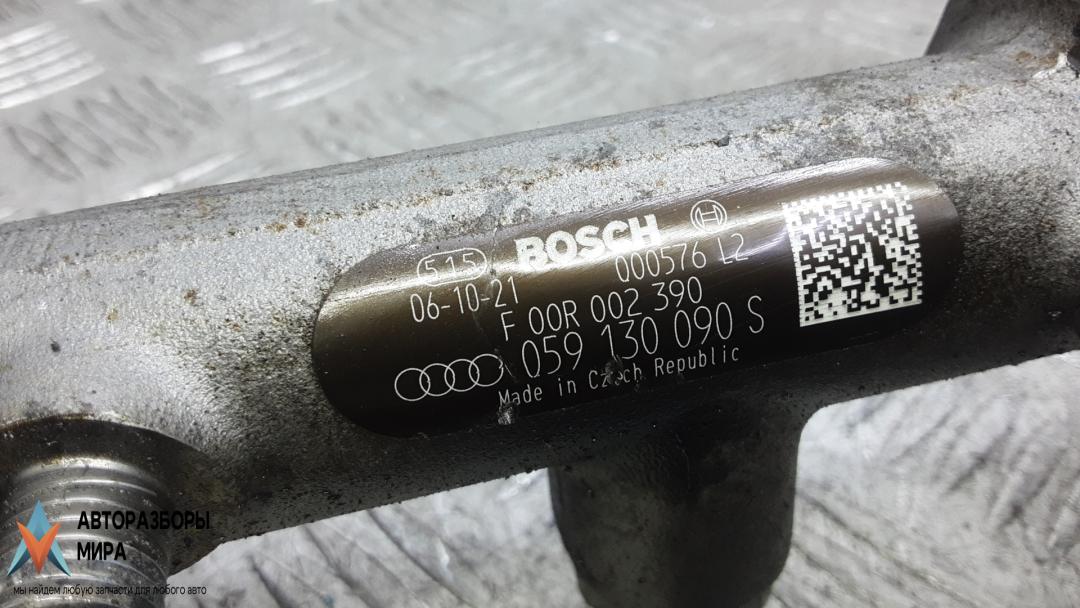 515 BOSCH
06-10-21 000576 L2
F 00R 002 390
059 130 090 S
Made in Czech Republic
АВТОРАЗБОРЫ
МИРА
мы найдем любую запчасти для любого авто